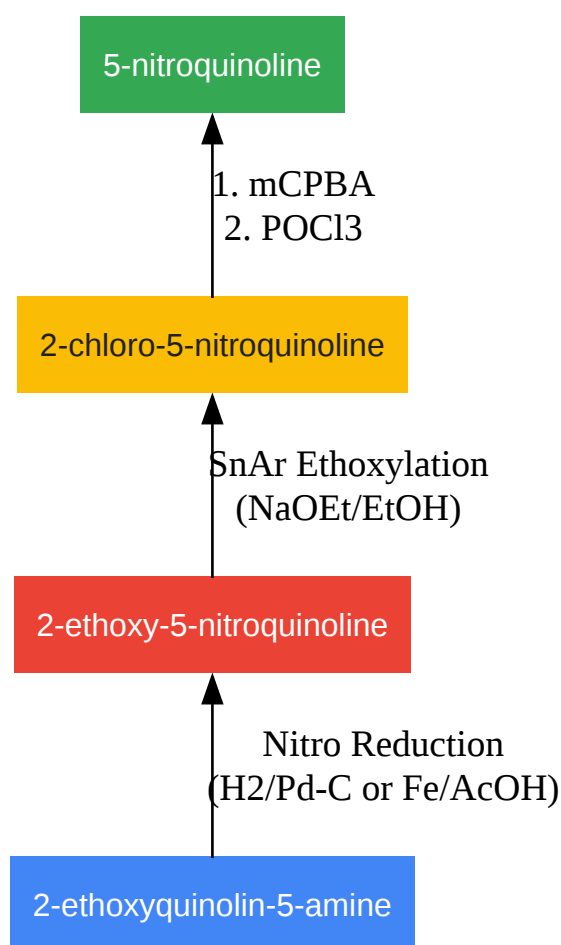 5-nitroquinoline
1. mCPBA
2. POCl3
2-chloro-5-nitroquinoline
SnAr Ethoxylation
(NaOEt/EtOH)
2-ethoxy-5-nitroquinoline
Nitro Reduction
(H2/Pd-C or Fe/AcOH)
2-ethoxyquinolin-5-amine